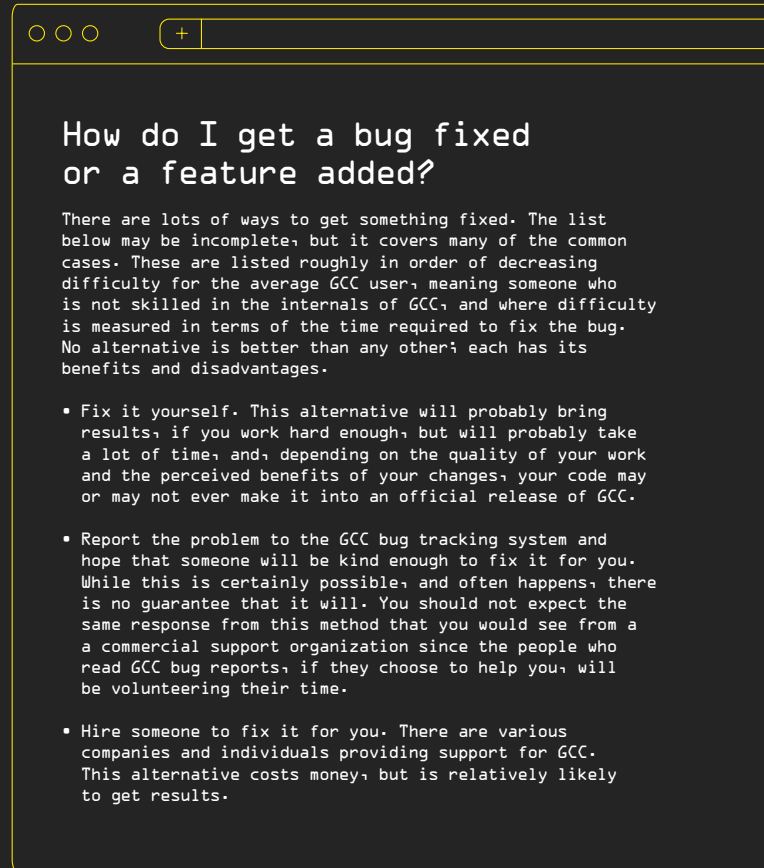 +
How do I get a bug fixed
or a feature added?
There are lots of ways to get something fixed. The list
below may be incomplete, but it covers many of the common
cases. These are listed roughly in order of decreasing
difficulty for the average GCC user, meaning someone who
is not skilled in the internals of GCC, and where difficulty
is measured in terms of the time required to fix the bug.
No alternative is better than any other; each has its
benefits and disadvantages.
• Fix it yourself. This alternative will probably bring
results, if you work hard enough, but will probably take
a lot of time, and, depending on the quality of your work
and the perceived benefits of your changes, your code may
or may not ever make it into an official release of GCC.
• Report the problem to the GCC bug tracking system and
hope that someone will be kind enough to fix it for you.
While this is certainly possible, and often happens, there
is no guarantee that it will. You should not expect the
same response from this method that you would see from a
a commercial support organization since the people who
read GCC bug reports, if they choose to help you, will
be volunteering their time.
• Hire someone to fix it for you. There are various
companies and individuals providing support for GCC.
This alternative costs money, but is relatively likely
to get results.